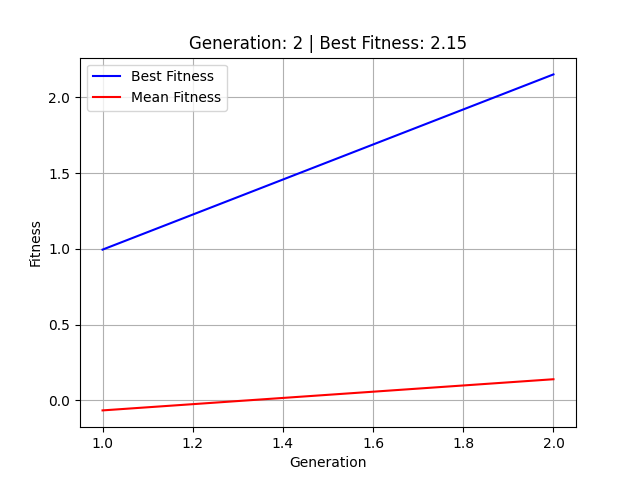 Generation: 2 | Best Fitness: 2.15
Best Fitness
Mean Fitness
Fitness
2.0
1.5
1.0
0.5
0.0
1.0 1.2 1.4 1.6 1.8 2.0
Generation